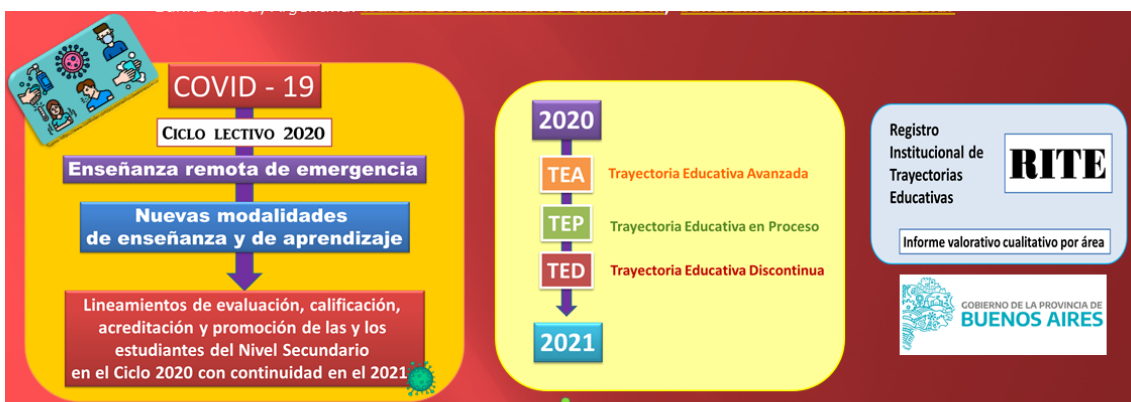 COVID - 19
CICLO LECTIVO 2020
Enseñanza remota de emergencia
Nuevas modalidades
de enseñanza y de aprendizaje
Lineamientos de evaluación, calificación,
acreditación y promoción de las y los
estudiantes del Nivel Secundario
en el Ciclo 2020 con continuidad en el 2021
2020
TEA Trayectoria Educativa Avanzada
TEP Trayectoria Educativa en Proceso
TED Trayectoria Educativa Discontinua
2021
Registro
Institucional de
Trayectorias
Educativas
RITE
Informe valorativo cualitativo por área
GOBIERNO DE LA PROVINCIA DE
BUENOS AIRES